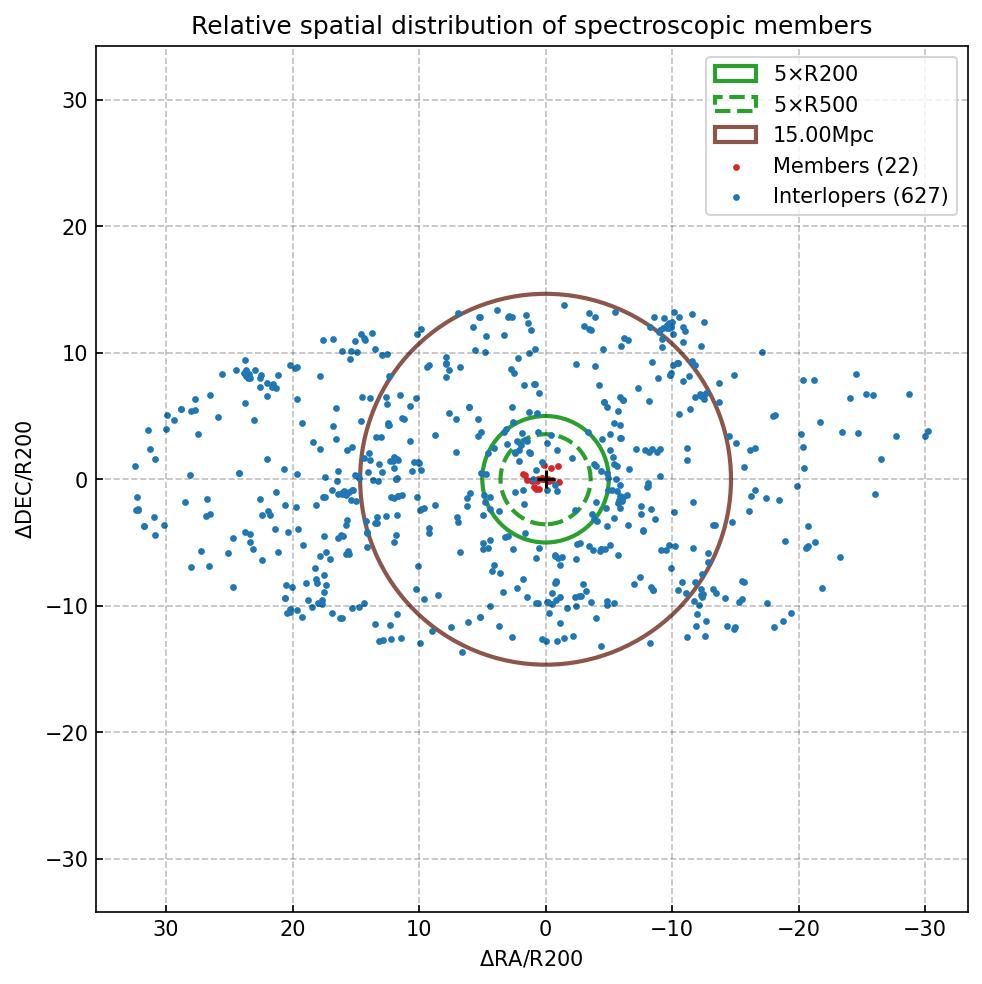 Relative spatial distribution of spectroscopic members
5×R200
5×R500
15.00Mpc
Members (22)
Interlopers (627)
ΔDEC/R200
30
20
10
0
−10
−20
−30
30 20 10 0 −10 −20 −30
ΔRA/R200